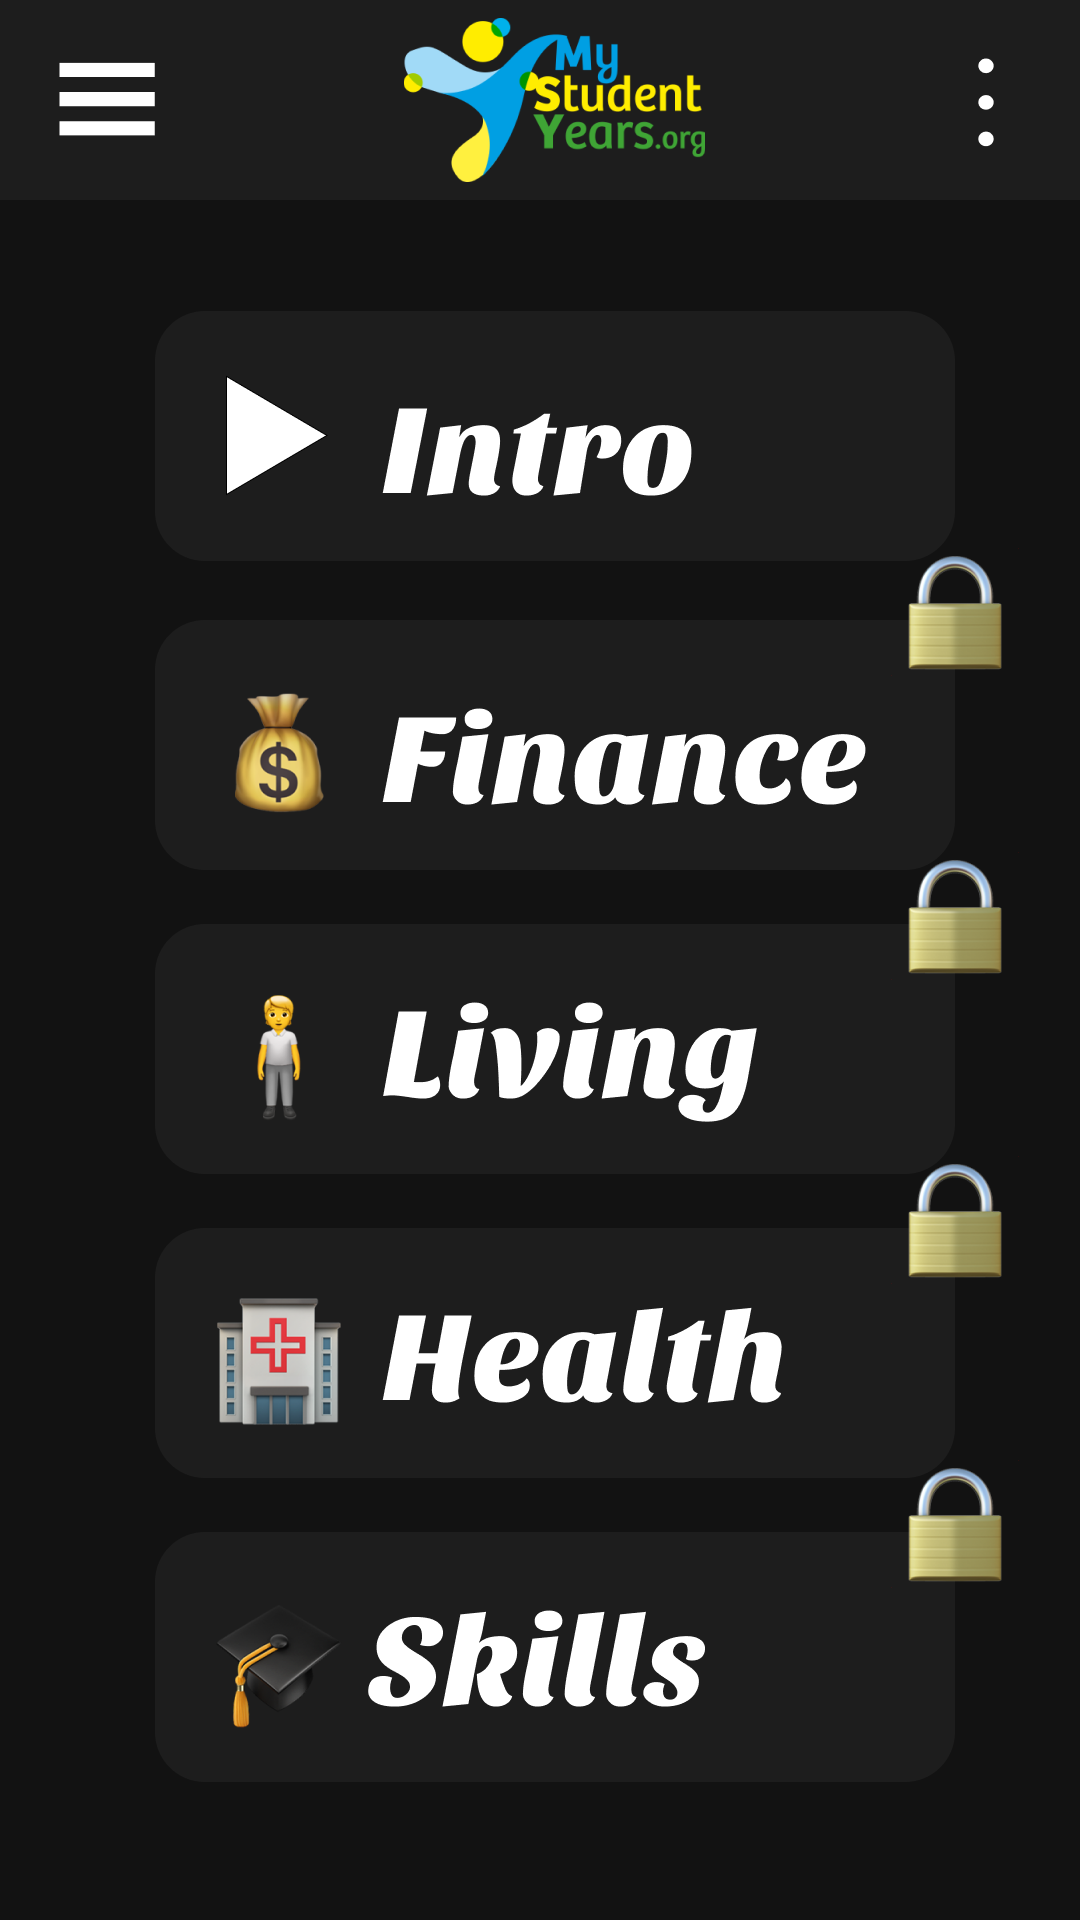 My
Student
Years.org
Intro
$
Finance
Living
Health
Skills